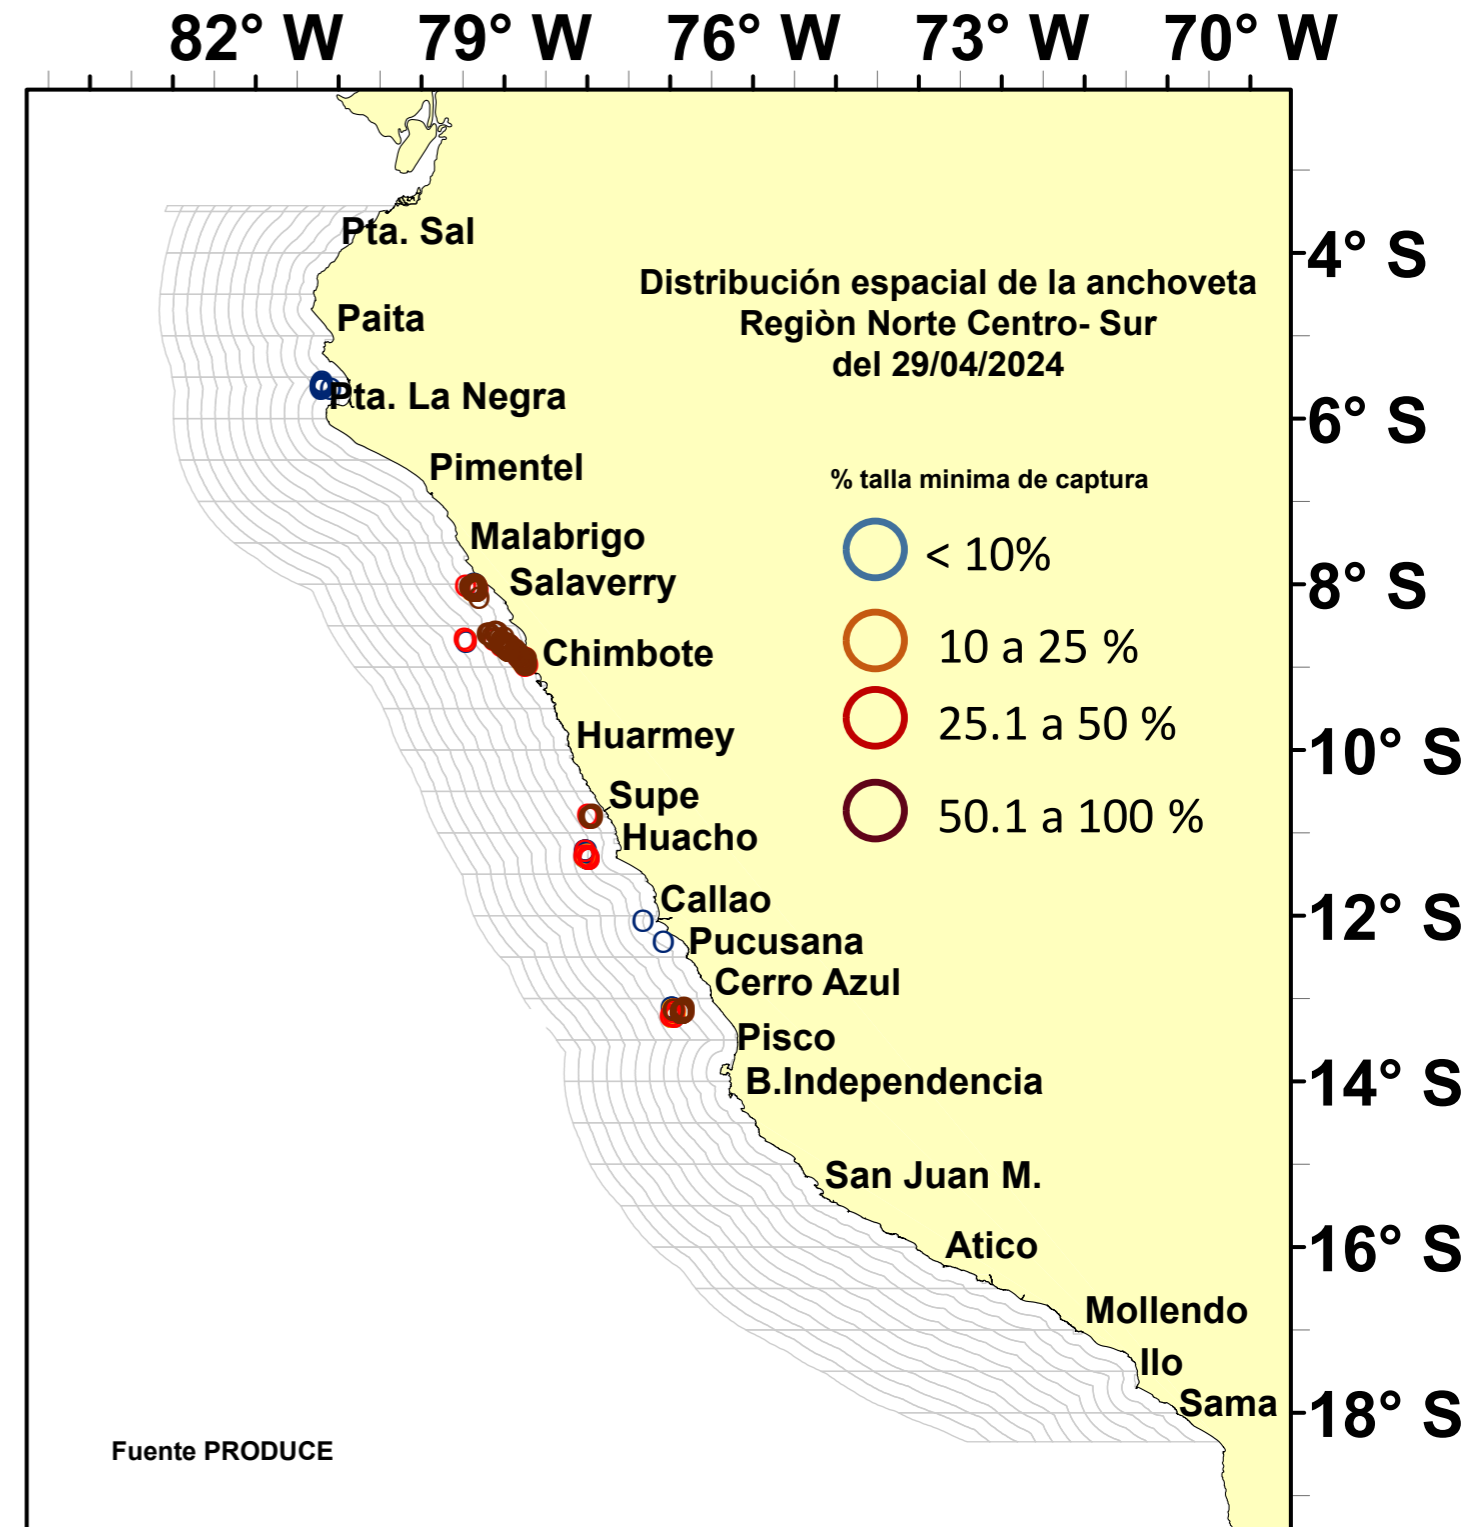 82° W 79° W 76° W 73° W 70° W
Pta. Sal
4° S
Distribución espacial de la anchoveta
Regiòn Norte Centro- Sur
del 29/04/2024
Paita
Pta. La Negra
6° S
Pimentel
% talla minima de captura
Malabrigo
< 10%
Salaverry
8° S
Chimbote
10 a 25 %
25.1 a 50 %
Huarmey
10° S
Supe
50.1 a 100 %
Huacho
Callao
12° S
Pucusana
Cerro Azul
Pisco
B.Independencia
14° S
San Juan M.
Atico
16° S
Mollendo
Ilo
Sama
18° S
Fuente PRODUCE